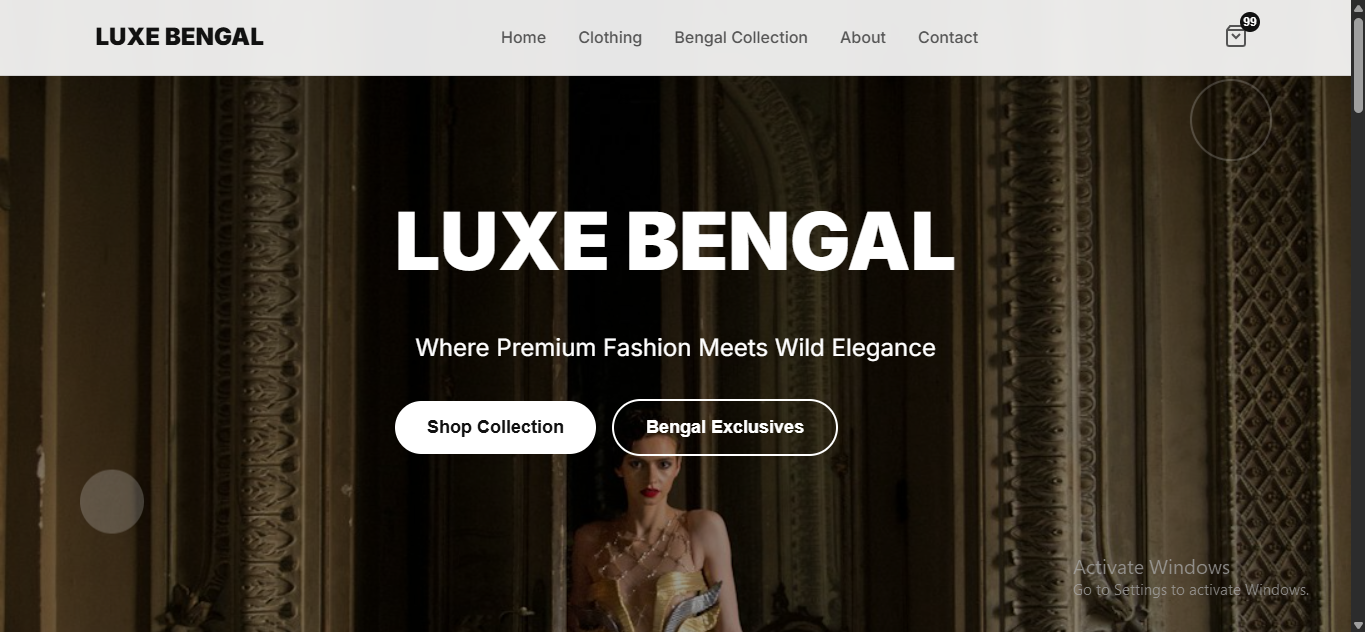 LUXE BENGAL
Home
Clothing
Bengal Collection
About
Contact
99
LUXE BENGAL
Where Premium Fashion Meets Wild Elegance
Shop Collection
Bengal Exclusives
Activate Windows
Go to Settings to activate Windows.